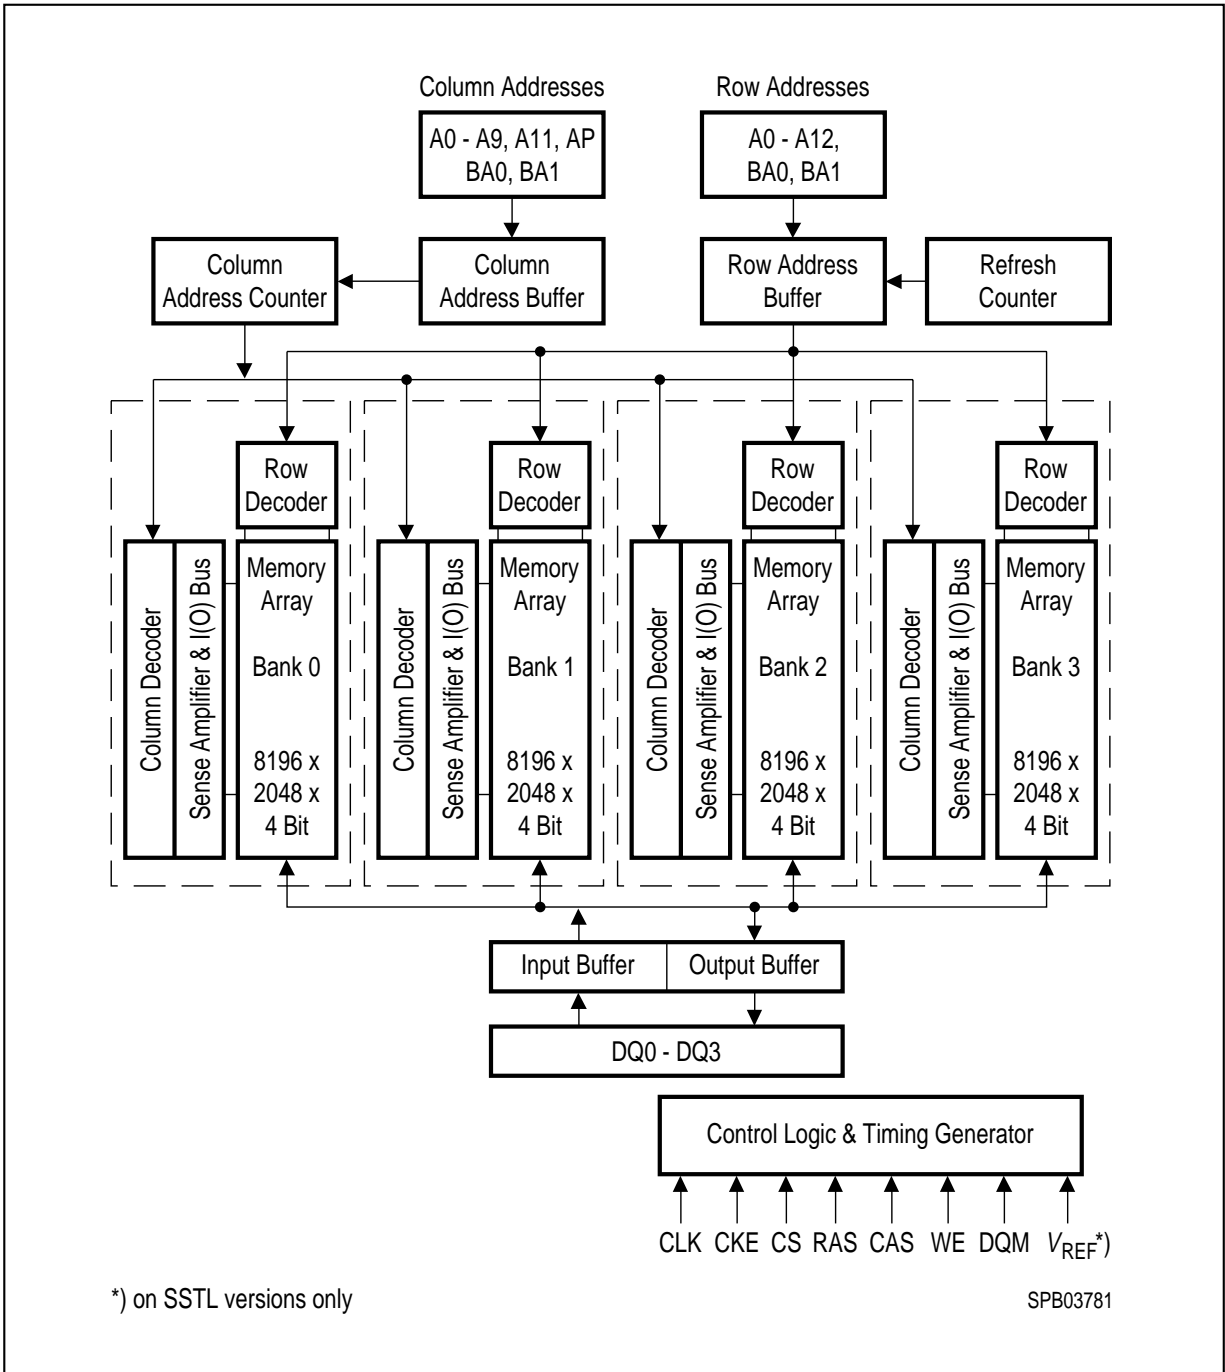 Column Addresses
Row Addresses
A0 - A9, A11, AP
BA0, BA1
A0 - A12,
BA0, BA1
Column
Address Counter
Column
Address Buffer
Row Address
Buffer
Refresh
Counter
Row
Decoder
Row
Decoder
Row
Decoder
Row
Decoder
Column Decoder
Sense Amplifier & I(O) Bus
Memory
Array
Bank 0
8196 x
2048 x
4 Bit
Column Decoder
Sense Amplifier & I(O) Bus
Memory
Array
Bank 1
8196 x
2048 x
4 Bit
Column Decoder
Sense Amplifier & I(O) Bus
Memory
Array
Bank 2
8196 x
2048 x
4 Bit
Column Decoder
Sense Amplifier & I(O) Bus
Memory
Array
Bank 3
8196 x
2048 x
4 Bit
Input Buffer
Output Buffer
DQ0 - DQ3
Control Logic & Timing Generator
CLK CKE CS RAS CAS WE DQM VREF*)
*) on SSTL versions only
SPB03781